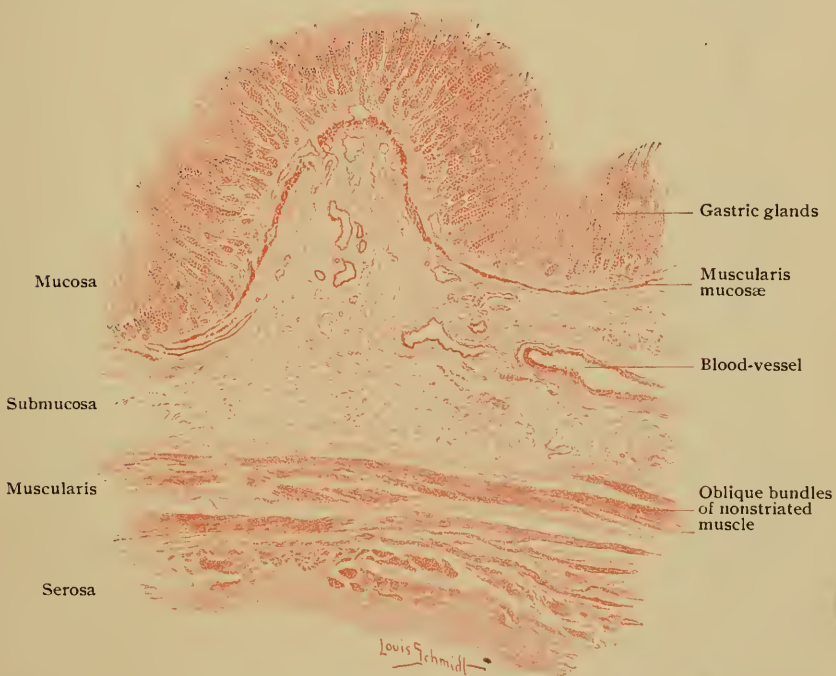 Gastric glands
Mucosa
Muscularis
mucosæ
Blood-vessel
Submucosa
Muscularis
Oblique bundles
of nonstriated
muscle
Serosa
Louis Schmidt